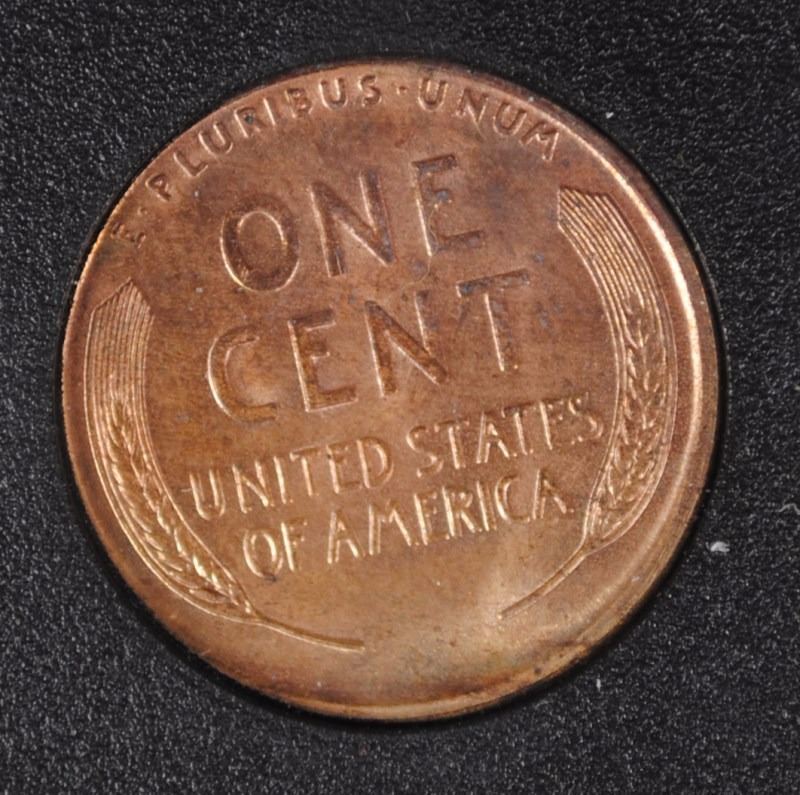 E·PLURIBUS·UNUM
ONE
CENT
UNITED STATES
OF AMERICA